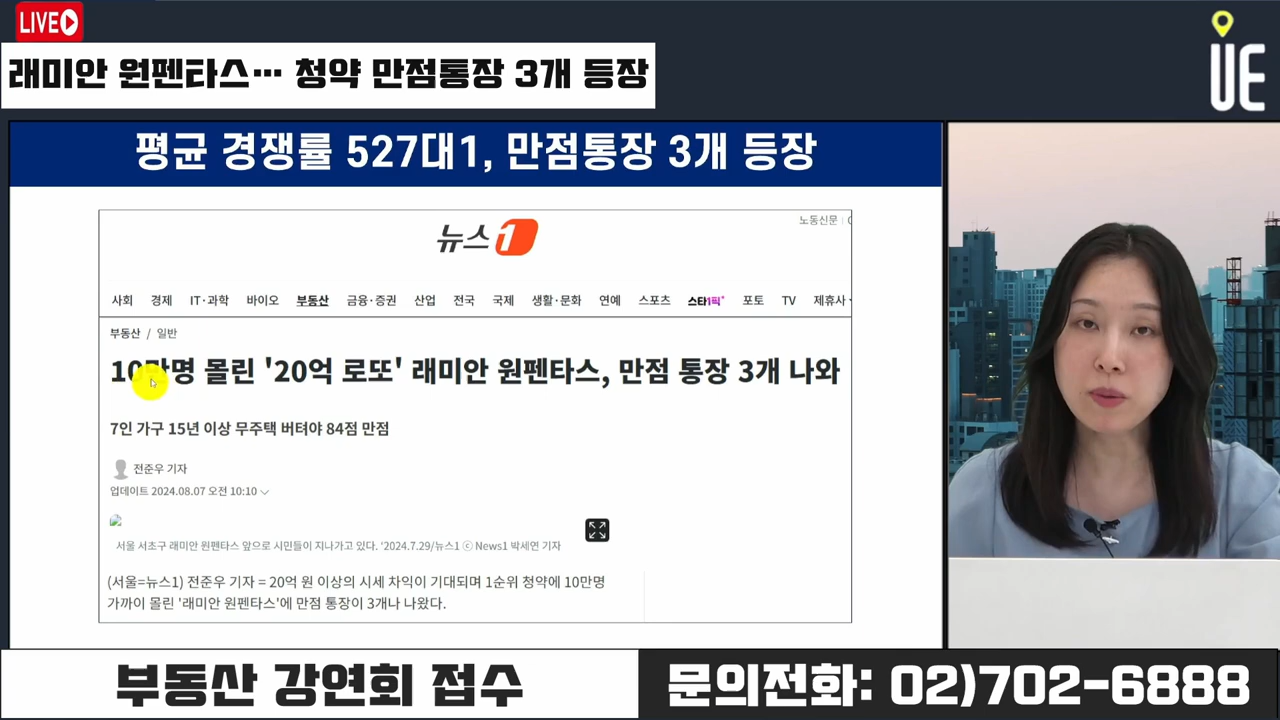 LIVE
래미안 원펜타스… 청약 만점통장 3개 등장
UE
평균 경쟁률 527대1, 만점통장 3개 등장
뉴스1
노동신문
사회 경제 IT·과학 바이오 부동산 금융·증권 산업 전국 국제 생활·문화 연예 스포츠 스타1픽 포토 TV 제휴사
부동산 / 일반
10만명 몰린 '20억 로또' 래미안 원펜타스, 만점 통장 3개 나와
7인 가구 15년 이상 무주택 버텨야 84점 만점
전준우 기자
업데이트 2024.08.07 오전 10:10
서울 서초구 래미안 원펜타스 앞으로 시민들이 지나가고 있다. '2024.7.29/뉴스1 ⓒ News1 박세연 기자
(서울=뉴스1) 전준우 기자 = 20억 원 이상의 시세 차익이 기대되며 1순위 청약에 10만명
가까이 몰린 '래미안 원펜타스'에 만점 통장이 3개나 나왔다.
부동산 강연회 접수
문의전화: 02)702-6888